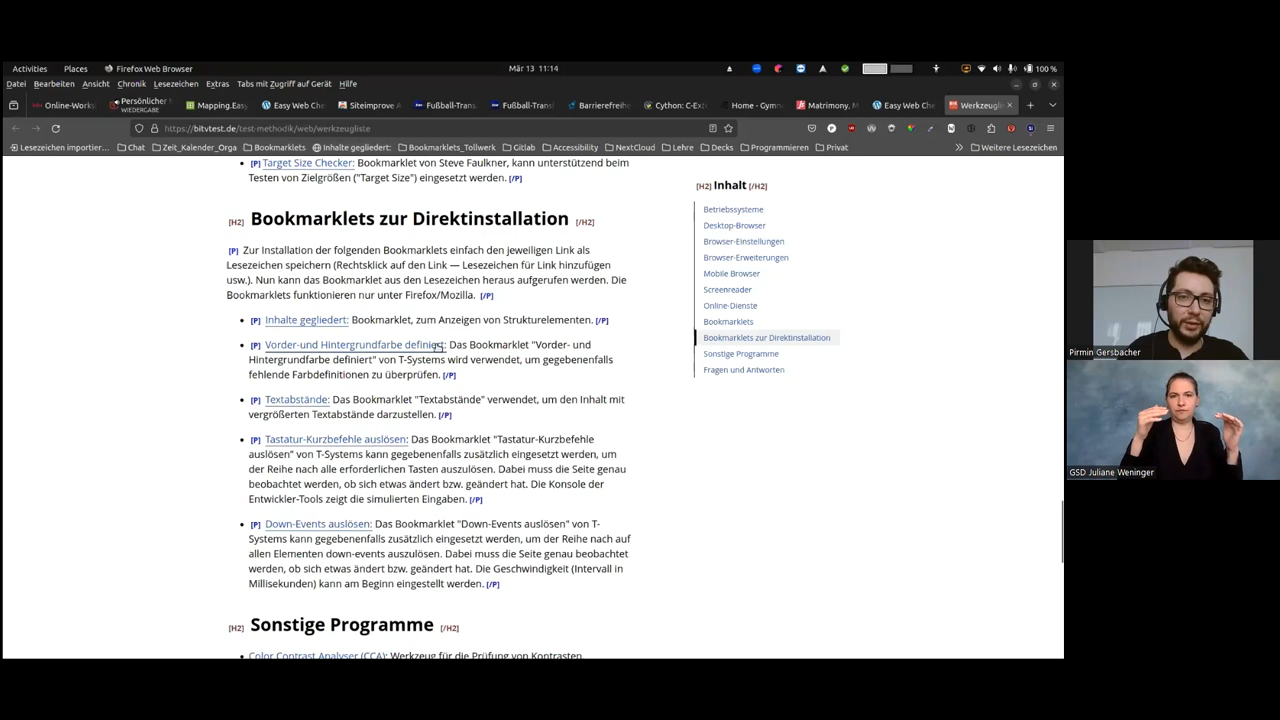 Activities Places Firefox Web Browser Mär 13 11:14 100 %
Datei Bearbeiten Ansicht Chronik Lesezeichen Extras Tabs mit Zugriff auf Gerät Hilfe
Online-Works Persönlicher Mapping.Easy Easy Web Che Siteimprove A Fußball-Trans Fußball-Trans Barrierefreihe Cython: C-Ext Home - Gymn Matrimony, M Easy Web Che Werkzeuglis
WIEDERGABE
https://bitvtest.de/test-methodik/web/werkzeugliste
Lesezeichen importier... Chat Zeit_Kalender_Orga Bookmarklets Inhalte gegliedert: Bookmarklets_Tollwerk Gitlab Accessibility NextCloud Lehre Decks Programmieren Privat Weitere Lesezeichen
[P] Target Size Checker: Bookmarklet von Steve Faulkner, kann unterstützend beim
Testen von Zielgrößen ("Target Size") eingesetzt werden. [/P]
[H2] Bookmarklets zur Direktinstallation [/H2]
[P] Zur Installation der folgenden Bookmarklets einfach den jeweiligen Link als
Lesezeichen speichern (Rechtsklick auf den Link — Lesezeichen für Link hinzufügen
usw.). Nun kann das Bookmarklet aus den Lesezeichen heraus aufgerufen werden. Die
Bookmarklets funktionieren nur unter Firefox/Mozilla. [/P]
[P] Inhalte gegliedert: Bookmarklet, zum Anzeigen von Strukturelementen. [/P]
[P] Vorder-und Hintergrundfarbe definiert: Das Bookmarklet "Vorder- und
Hintergrundfarbe definiert" von T-Systems wird verwendet, um gegebenenfalls
fehlende Farbdefinitionen zu überprüfen. [/P]
[P] Textabstände: Das Bookmarklet "Textabstände" verwendet, um den Inhalt mit
vergrößerten Textabstände darzustellen. [/P]
[P] Tastatur-Kurzbefehle auslösen: Das Bookmarklet "Tastatur-Kurzbefehle
auslösen" von T-Systems kann gegebenenfalls zusätzlich eingesetzt werden, um
der Reihe nach alle erforderlichen Tasten auszulösen. Dabei muss die Seite genau
beobachtet werden, ob sich etwas ändert bzw. geändert hat. Die Konsole der
Entwickler-Tools zeigt die simulierten Eingaben. [/P]
[P] Down-Events auslösen: Das Bookmarklet "Down-Events auslösen" von T-
Systems kann gegebenenfalls zusätzlich eingesetzt werden, um der Reihe nach auf
allen Elementen down-events auszulösen. Dabei muss die Seite genau beobachtet
werden, ob sich etwas ändert bzw. geändert hat. Die Geschwindigkeit (Intervall in
Millisekunden) kann am Beginn eingestellt werden. [/P]
[H2] Sonstige Programme [/H2]
Color Contrast Analyser (CCA): Werkzeug für die Prüfung von Kontrasten
[H2] Inhalt [/H2]
Betriebssysteme
Desktop-Browser
Browser-Einstellungen
Browser-Erweiterungen
Mobile Browser
Screenreader
Online-Dienste
Bookmarklets
Bookmarklets zur Direktinstallation
Sonstige Programme
Fragen und Antworten
Pirmin Gersbacher
GSD Juliane Weninger